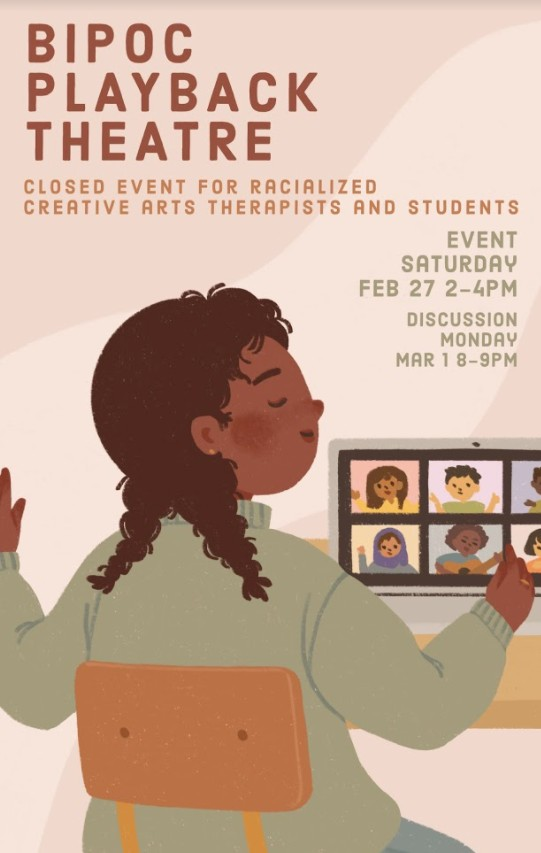 BIPOC
PLAYBACK
THEATRE
CLOSED EVENT FOR RACIALIZED
CREATIVE ARTS THERAPISTS AND STUDENTS
EVENT
SATURDAY
FEB 27 2-4PM
DISCUSSION
MONDAY
MAR 1 8-9PM